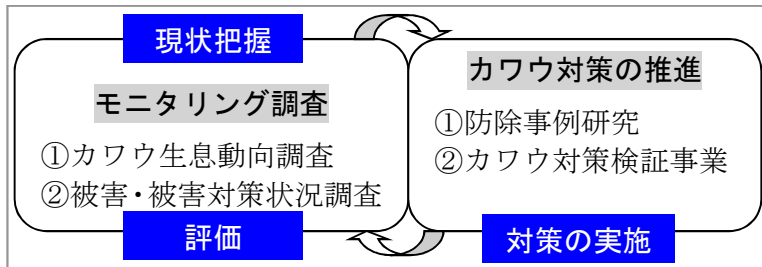 現状把握
モニタリング調査
①カワウ生息動向調査
②被害・被害対策状況調査
評価
カワウ対策の推進
①防除事例研究
②カワウ対策検証事業
対策の実施